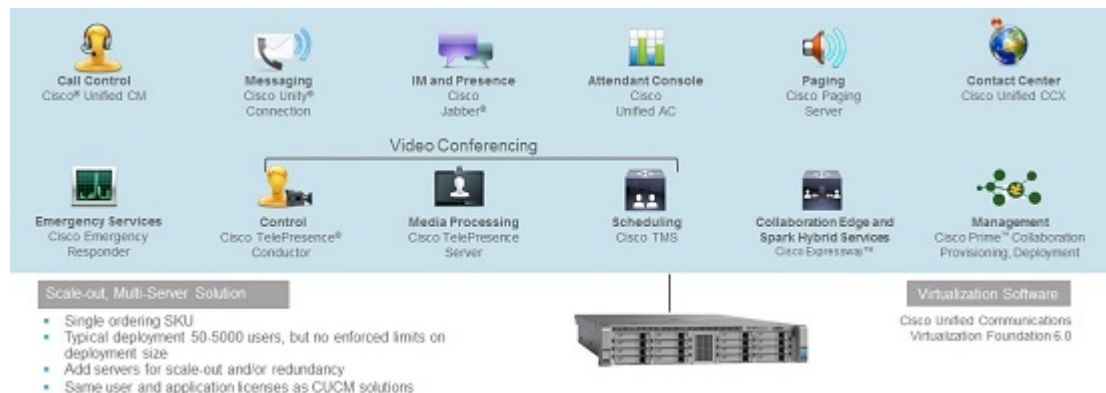 Call Control
Cisco® Unified CM
Messaging
Cisco Unity®
Connection
IM and Presence
Cisco
Jabber®
Attendant Console
Cisco
Unified AC
Paging
Cisco Paging
Server
Contact Center
Cisco Unified CCX
Video Conferencing
Emergency Services
Cisco Emergency
Responder
Control
Cisco TelePresence®
Conductor
Media Processing
Cisco TelePresence
Server
Scheduling
Cisco TMS
Collaboration Edge and
Spark Hybrid Services
Cisco Expressway™
Management
Cisco Prime™ Collaboration
Provisioning, Deployment
Scale-out, Multi-Server Solution
▪ Single ordering SKU
▪ Typical deployment 50-5000 users, but no enforced limits on
deployment size
▪ Add servers for scale-out and/or redundancy
▪ Same user and application licenses as CUCM solutions
Virtualization Software
Cisco Unified Communications
Virtualization Foundation 6.0